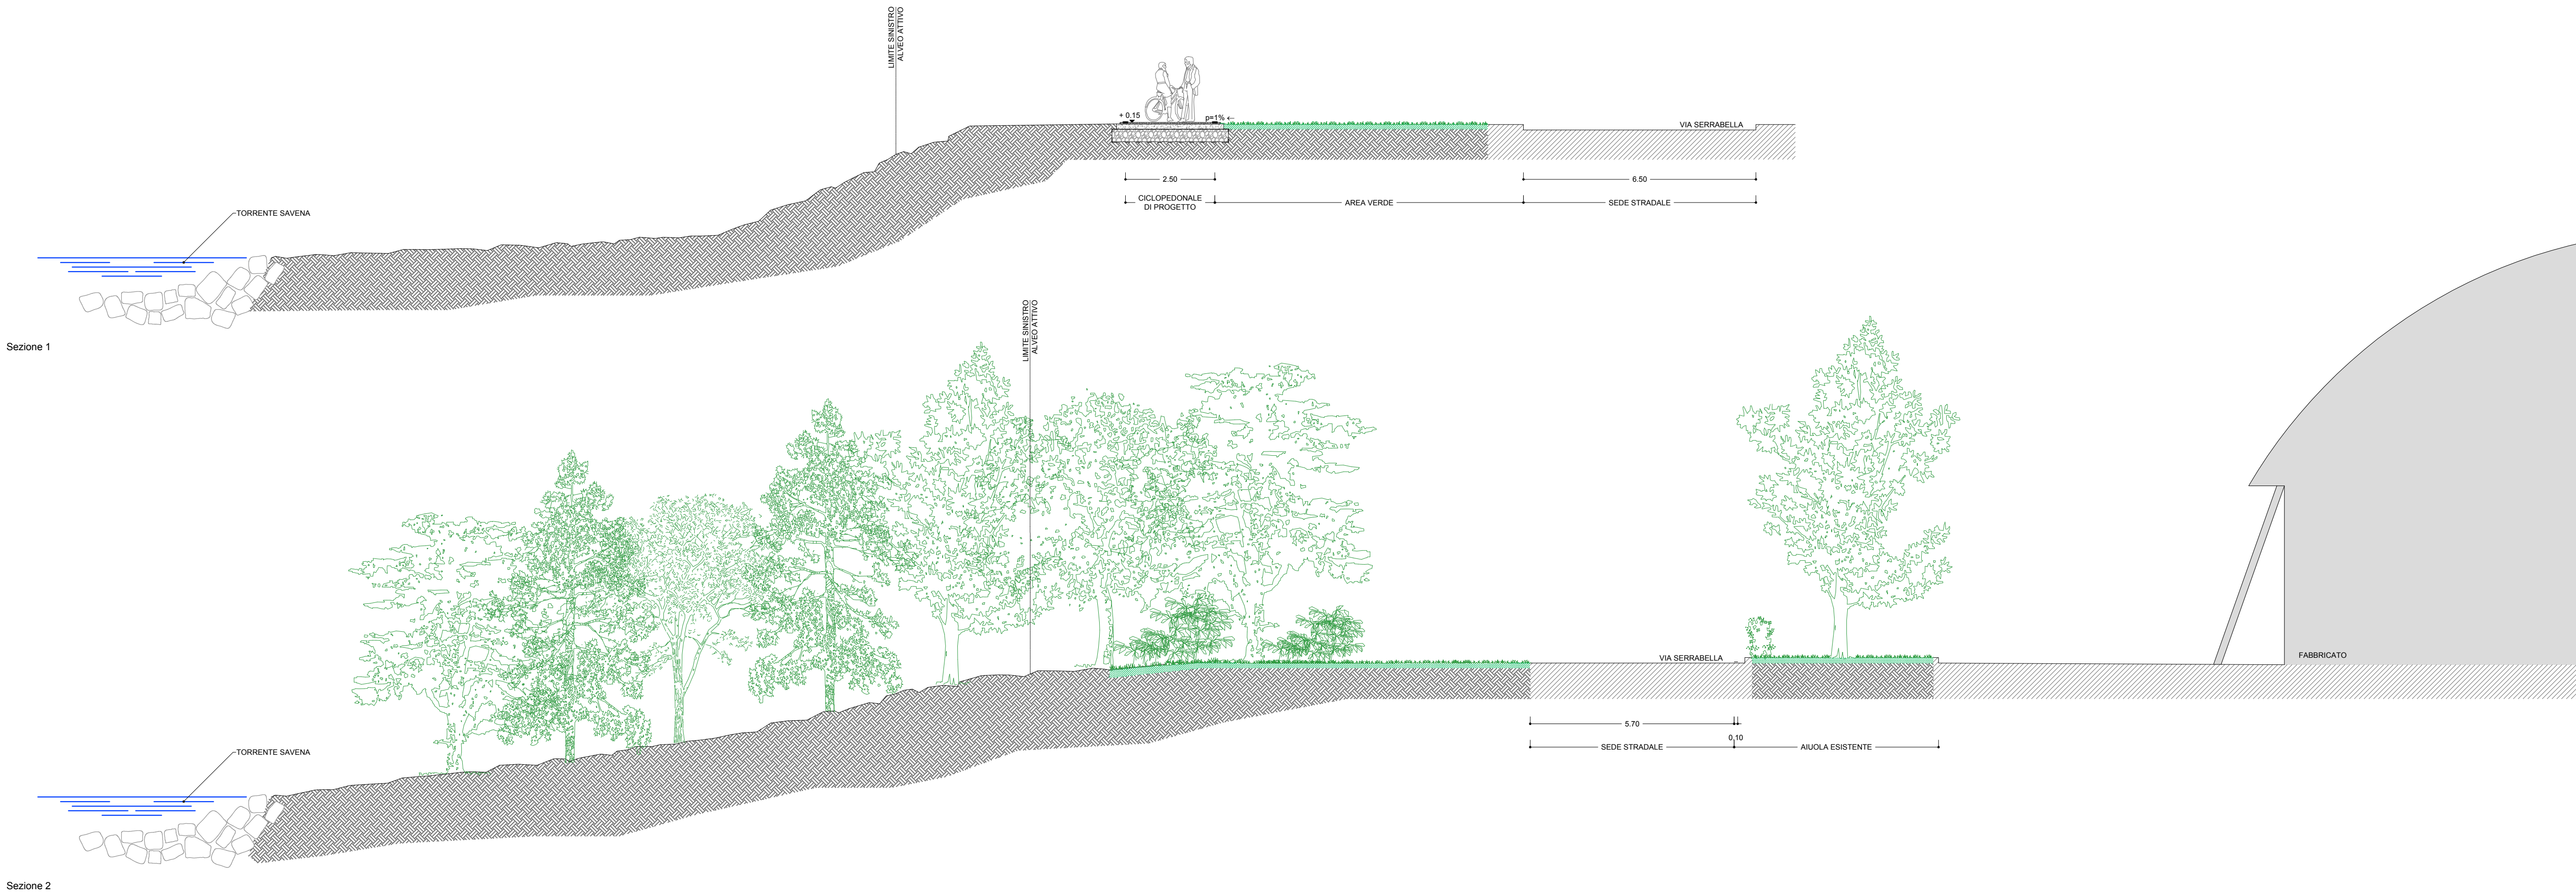 LIMITE SINISTRO
ALVEO ATTIVO
+ 0.15
p=1%
VIA SERRABELLA
2.50
6.50
CICLOPEDONALE
DI PROGETTO
AREA VERDE
SEDE STRADALE
TORRENTE SAVENA
Sezione 1
LIMITE SINISTRO
ALVEO ATTIVO
VIA SERRABELLA
FABBRICATO
5.70
0.10
SEDE STRADALE
AIUOLA ESISTENTE
TORRENTE SAVENA
Sezione 2